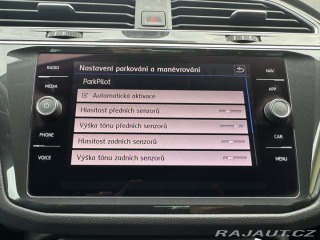 RADIO
MEDIA
PHONE
VOICE
Nastavení parkování a manévrování
ParkPilot
Automatická aktivace
Hlasitost předních senzorů
Výška tónu předních senzorů
Hlasitost zadních senzorů
Výška tónu zadních senzorů
NAV
APP
CAR
MENU
RAJAUT.CZ